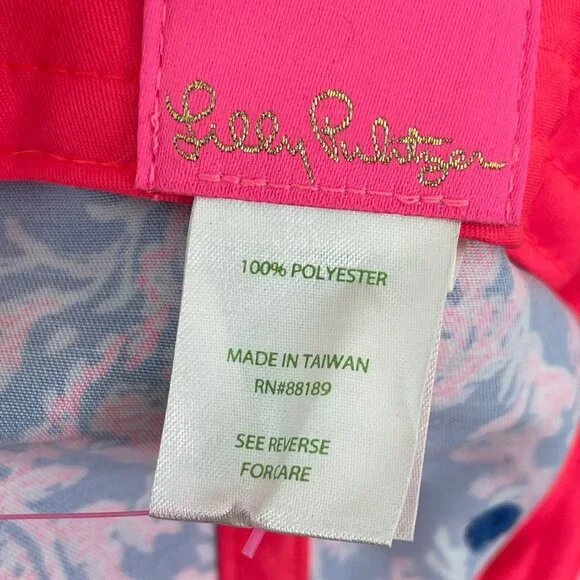 Lilly Pulitzer
100% POLYESTER
MADE IN TAIWAN
RN#88189
SEE REVERSE
FOR CARE